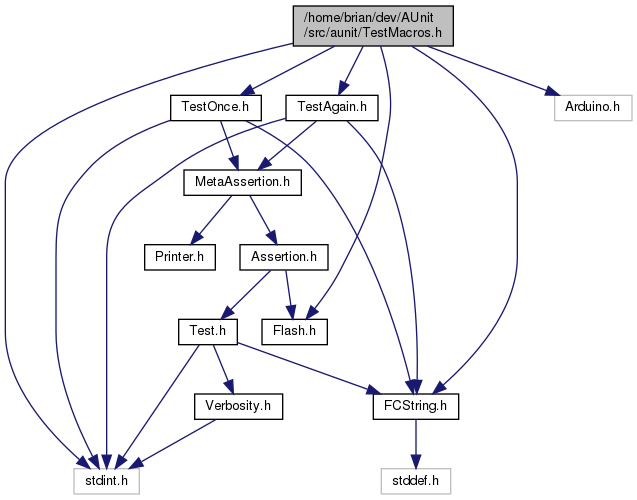 /home/brian/dev/AUnit
/src/aunit/TestMacros.h
TestOnce.h
TestAgain.h
Arduino.h
MetaAssertion.h
Printer.h
Assertion.h
Test.h
Flash.h
Verbosity.h
FCString.h
stdint.h
stddef.h